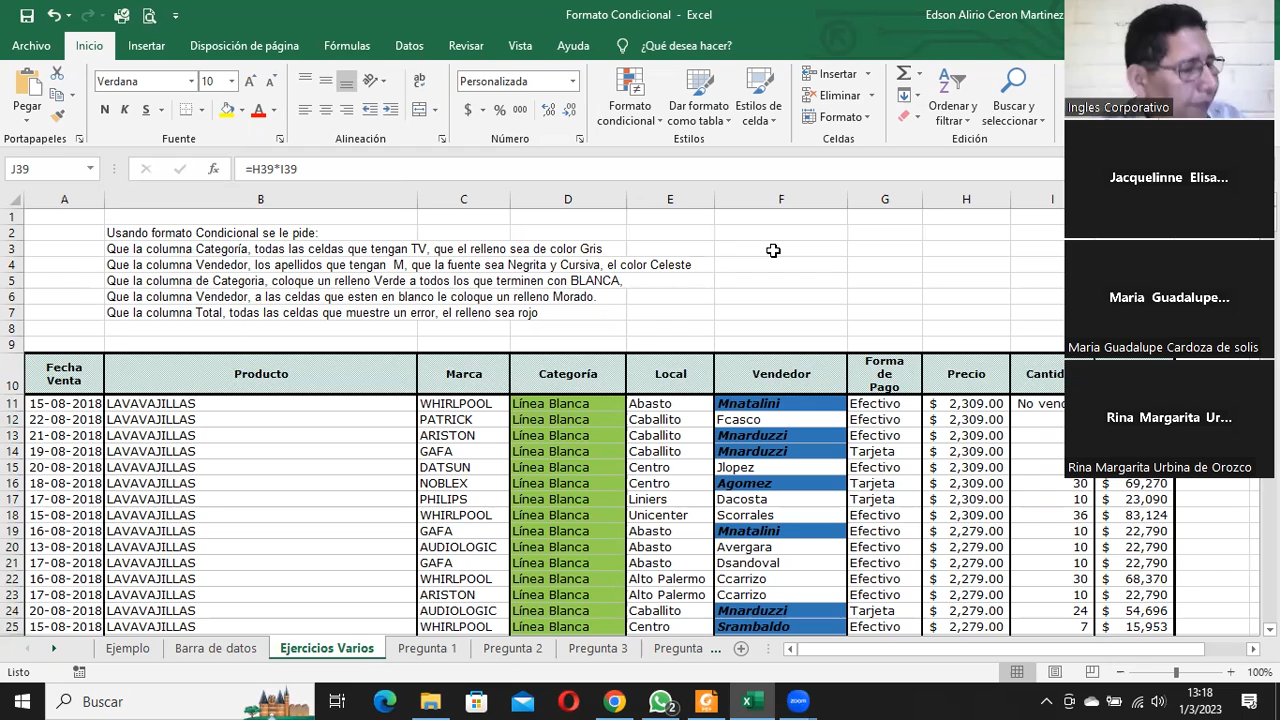 Formato Condicional - Excel
Edson Alirio Ceron Martinez
Archivo Inicio Insertar Disposición de página Fórmulas Datos Revisar Vista Ayuda ¿Qué desea hacer?
Pegar
Verdana 10
N K S
Personalizada
$ % 000
Formato condicional
Dar formato como tabla
Estilos de celda
Insertar
Eliminar
Formato
Ordenar y filtrar
Buscar y seleccionar
Portapapeles Fuente Alineación Número Estilos Celdas Edición
J39 fx =H39*I39
A B C D E F G H I
1
2 Usando formato Condicional se le pide:
3 Que la columna Categoría, todas las celdas que tengan TV, que el relleno sea de color Gris
4 Que la columna Vendedor, los apellidos que tengan M, que la fuente sea Negrita y Cursiva, el color Celeste
5 Que la columna de Categoria, coloque un relleno Verde a todos los que terminen con BLANCA,
6 Que la columna Vendedor, a las celdas que esten en blanco le coloque un relleno Morado.
7 Que la columna Total, todas las celdas que muestre un error, el relleno sea rojo
8
9
10 Fecha Venta Producto Marca Categoría Local Vendedor Forma de Pago Precio Cantid
11 15-08-2018 LAVAVAJILLAS WHIRLPOOL Línea Blanca Abasto Mnatalini Efectivo $ 2,309.00 No vend
12 22-08-2018 LAVAVAJILLAS PATRICK Línea Blanca Caballito Fcasco Efectivo $ 2,309.00
13 21-08-2018 LAVAVAJILLAS ARISTON Línea Blanca Caballito Mnarduzzi Efectivo $ 2,309.00
14 19-08-2018 LAVAVAJILLAS GAFA Línea Blanca Caballito Mnarduzzi Tarjeta $ 2,309.00
15 20-08-2018 LAVAVAJILLAS DATSUN Línea Blanca Centro Jlopez Efectivo $ 2,309.00
16 18-08-2018 LAVAVAJILLAS NOBLEX Línea Blanca Centro Agomez Tarjeta $ 2,309.00 30 $ 69,270
17 17-08-2018 LAVAVAJILLAS PHILIPS Línea Blanca Liniers Dacosta Efectivo $ 2,309.00 10 $ 23,090
18 15-08-2018 LAVAVAJILLAS WHIRLPOOL Línea Blanca Unicenter Scorrales Efectivo $ 2,309.00 36 $ 83,124
19 16-08-2018 LAVAVAJILLAS GAFA Línea Blanca Abasto Mnatalini Efectivo $ 2,279.00 10 $ 22,790
20 13-08-2018 LAVAVAJILLAS AUDIOLOGIC Línea Blanca Abasto Avergara Efectivo $ 2,279.00 10 $ 22,790
21 17-08-2018 LAVAVAJILLAS GAFA Línea Blanca Abasto Dsandoval Efectivo $ 2,279.00 10 $ 22,790
22 16-08-2018 LAVAVAJILLAS WHIRLPOOL Línea Blanca Alto Palermo Ccarrizo Efectivo $ 2,279.00 30 $ 68,370
23 17-08-2018 LAVAVAJILLAS ARISTON Línea Blanca Alto Palermo Ccarrizo Efectivo $ 2,279.00 10 $ 22,790
24 20-08-2018 LAVAVAJILLAS AUDIOLOGIC Línea Blanca Caballito Mnarduzzi Tarjeta $ 2,279.00 24 $ 54,696
25 15-08-2018 LAVAVAJILLAS WHIRLPOOL Línea Blanca Centro Srambaldo Efectivo $ 2,279.00 7 $ 15,953
Ejemplo Barra de datos Ejercicios Varios Pregunta 1 Pregunta 2 Pregunta 3 Pregunta ...
Listo
100%
Buscar
2
13:18
1/3/2023
Ingles Corporativo
Jacquelinne Elisa...
Maria Guadalupe...
Maria Guadalupe Cardoza de solis
Rina Margarita Ur...
Rina Margarita Urbina de Orozco